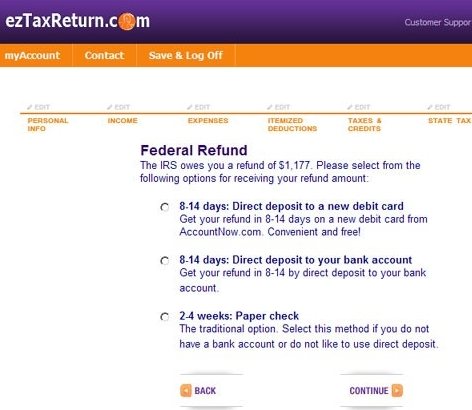 ezTaxReturn.com
Customer Suppor
myAccount Contact Save & Log Off
EDIT EDIT EDIT EDIT EDIT EDIT
PERSONAL INCOME EXPENSES ITEMIZED TAXES & STATE TAX
INFO DEDUCTIONS CREDITS
Federal Refund
The IRS owes you a refund of $1,177. Please select from the
following options for receiving your refund amount:
8-14 days: Direct deposit to a new debit card
Get your refund in 8-14 days on a new debit card from
AccountNow.com. Convenient and free!
8-14 days: Direct deposit to your bank account
Get your refund in 8-14 by direct deposit to your bank
account.
2-4 weeks: Paper check
The traditional option. Select this method if you do not
have a bank account or do not like to use direct deposit.
BACK CONTINUE